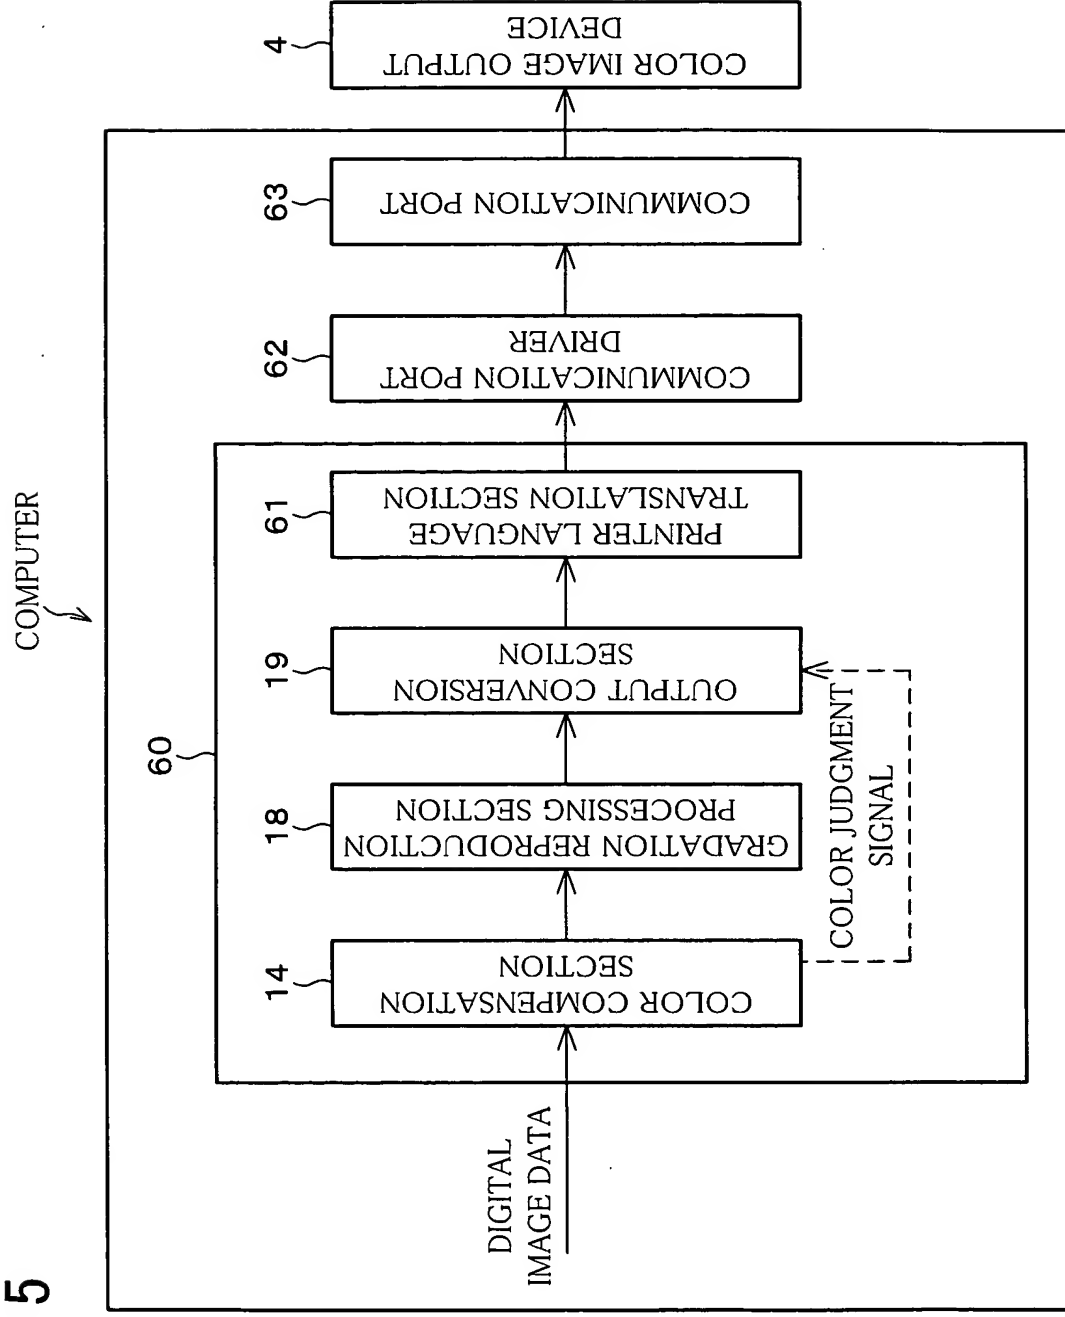 5
COMPUTER
60
DIGITAL
IMAGE DATA
14
COLOR COMPENSATION
SECTION
18
GRADATION REPRODUCTION
PROCESSING SECTION
19
OUTPUT CONVERSION
SECTION
61
PRINTER LANGUAGE
TRANSLATION SECTION
62
COMMUNICATION PORT
DRIVER
63
COMMUNICATION PORT
4
COLOR IMAGE OUTPUT
DEVICE
COLOR JUDGMENT
SIGNAL